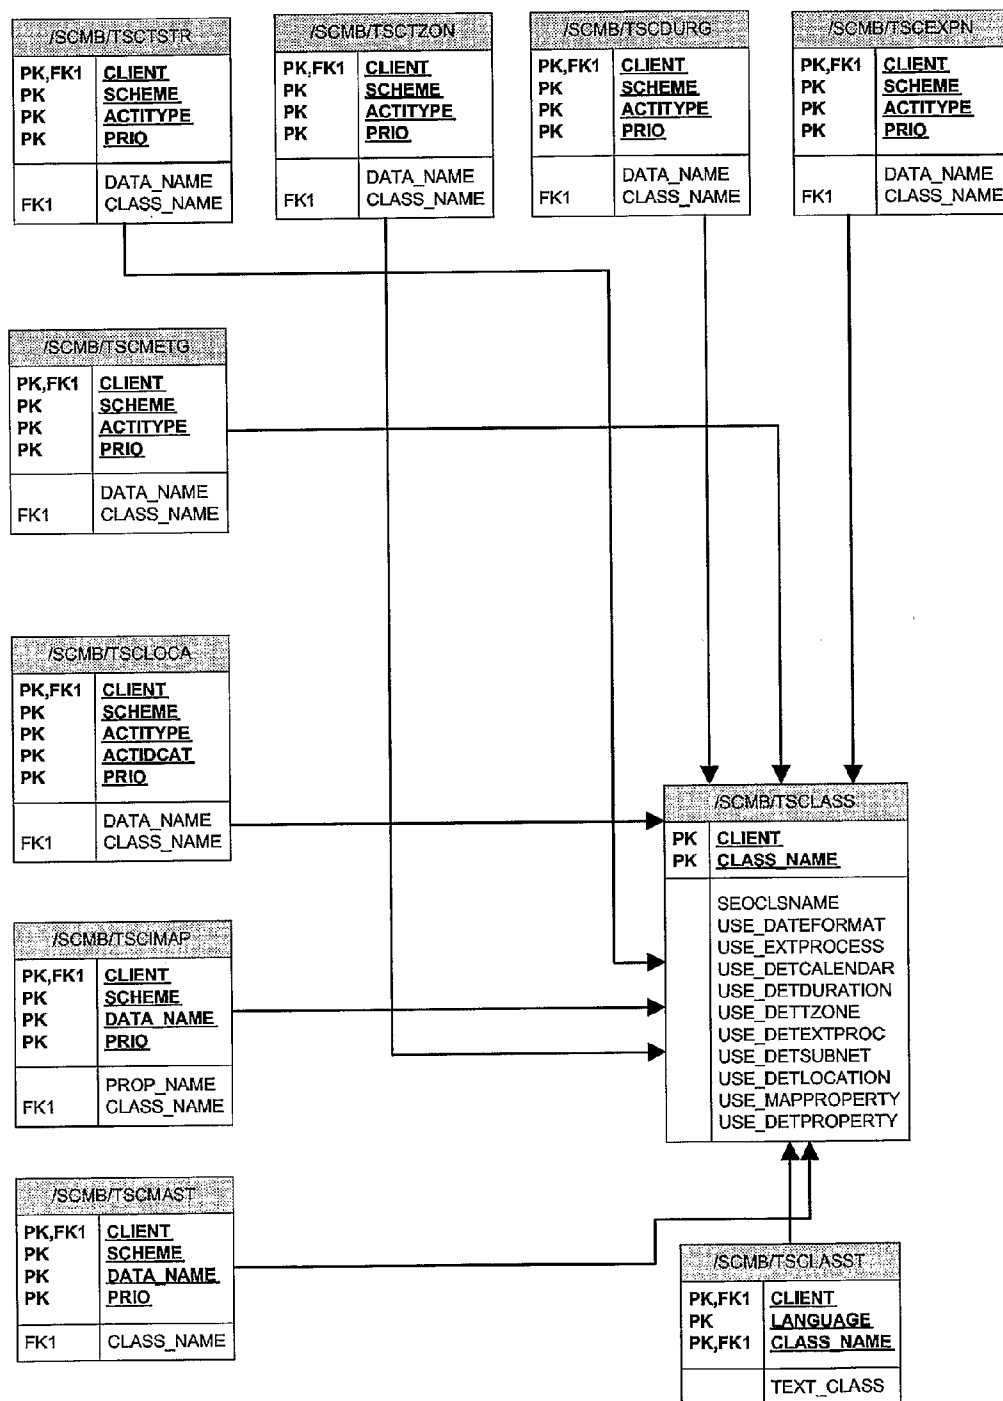 /SCMB/TSCTSTR
PK,FK1 CLIENT
PK SCHEME
PK ACTITYPE
PK PRIO
DATA_NAME
FK1 CLASS_NAME
/SCMB/TSCTZON
PK,FK1 CLIENT
PK SCHEME
PK ACTITYPE
PK PRIO
DATA_NAME
FK1 CLASS_NAME
/SCMB/TSCDURG
PK,FK1 CLIENT
PK SCHEME
PK ACTITYPE
PK PRIO
DATA_NAME
FK1 CLASS_NAME
/SCMB/TSCEXPN
PK,FK1 CLIENT
PK SCHEME
PK ACTITYPE
PK PRIO
DATA_NAME
FK1 CLASS_NAME
/SCMB/TSCMETG
PK,FK1 CLIENT
PK SCHEME
PK ACTITYPE
PK PRIO
DATA_NAME
FK1 CLASS_NAME
/SCMB/TSCLOCA
PK,FK1 CLIENT
PK SCHEME
PK ACTITYPE
PK ACTIDCAT
PK PRIO
DATA_NAME
FK1 CLASS_NAME
/SCMB/TSCLASS
PK CLIENT
PK CLASS_NAME
SEOCLSNAME
USE_DATEFORMAT
USE_EXTPROCESS
USE_DETCALENDAR
USE_DETDURATION
USE_DETTZONE
USE_DETEXTPROC
USE_DETSUBNET
USE_DETLOCATION
USE_MAPPROPERTY
USE_DETPROPERTY
/SCMB/TSCIMAP
PK,FK1 CLIENT
PK SCHEME
PK DATA_NAME
PK PRIO
PROP_NAME
FK1 CLASS_NAME
/SCMB/TSCMAST
PK,FK1 CLIENT
PK SCHEME
PK DATA_NAME
PK PRIO
FK1 CLASS_NAME
/SCMB/TSCLASST
PK,FK1 CLIENT
PK LANGUAGE
PK,FK1 CLASS_NAME
TEXT_CLASS